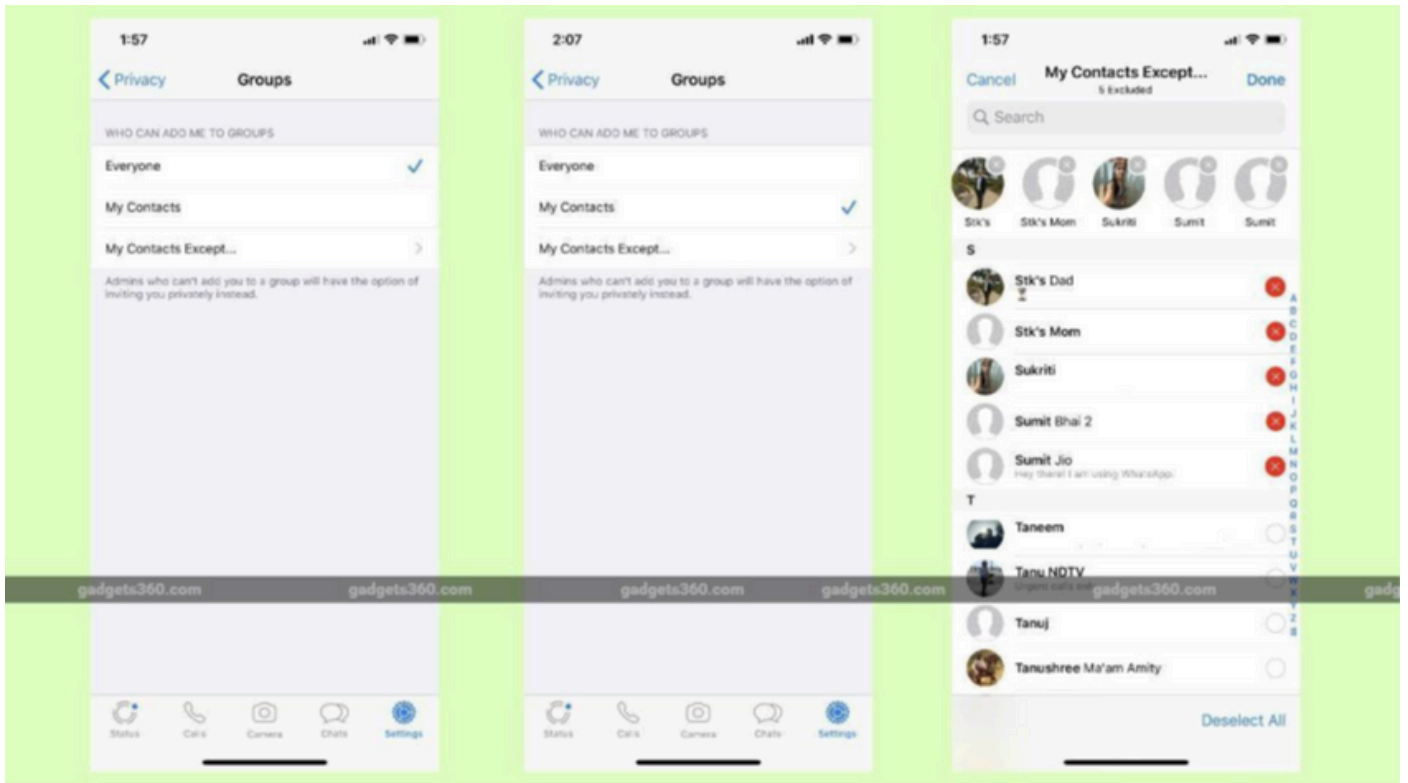 1:57
Privacy
Groups
WHO CAN ADD ME TO GROUPS
Everyone
My Contacts
My Contacts Except...
Admins who can't add you to a group will have the option of
inviting you privately instead.
Status
Calls
Camera
Chats
Settings
2:07
Privacy
Groups
WHO CAN ADD ME TO GROUPS
Everyone
My Contacts
My Contacts Except...
Admins who can't add you to a group will have the option of
inviting you privately instead.
Status
Calls
Camera
Chats
Settings
1:57
Cancel
My Contacts Except...
5 Excluded
Done
Search
Stk's
Stk's Mom
Sukriti
Sumit
Sumit
S
Stk's Dad
Stk's Mom
Sukriti
Sumit Bhai 2
Sumit Jio
Hey there! I am using WhatsApp.
T
Taneem
Tanu NDTV
Urgent calls only
Tanuj
Tanushree Ma'am Amity
A
B
C
D
E
F
G
H
I
J
K
L
M
N
O
P
Q
R
S
T
U
V
W
X
Y
Z
#
Deselect All
gadgets360.com
gadgets360.com
gadgets360.com
gadgets360.com
gadgets360.com
gadg